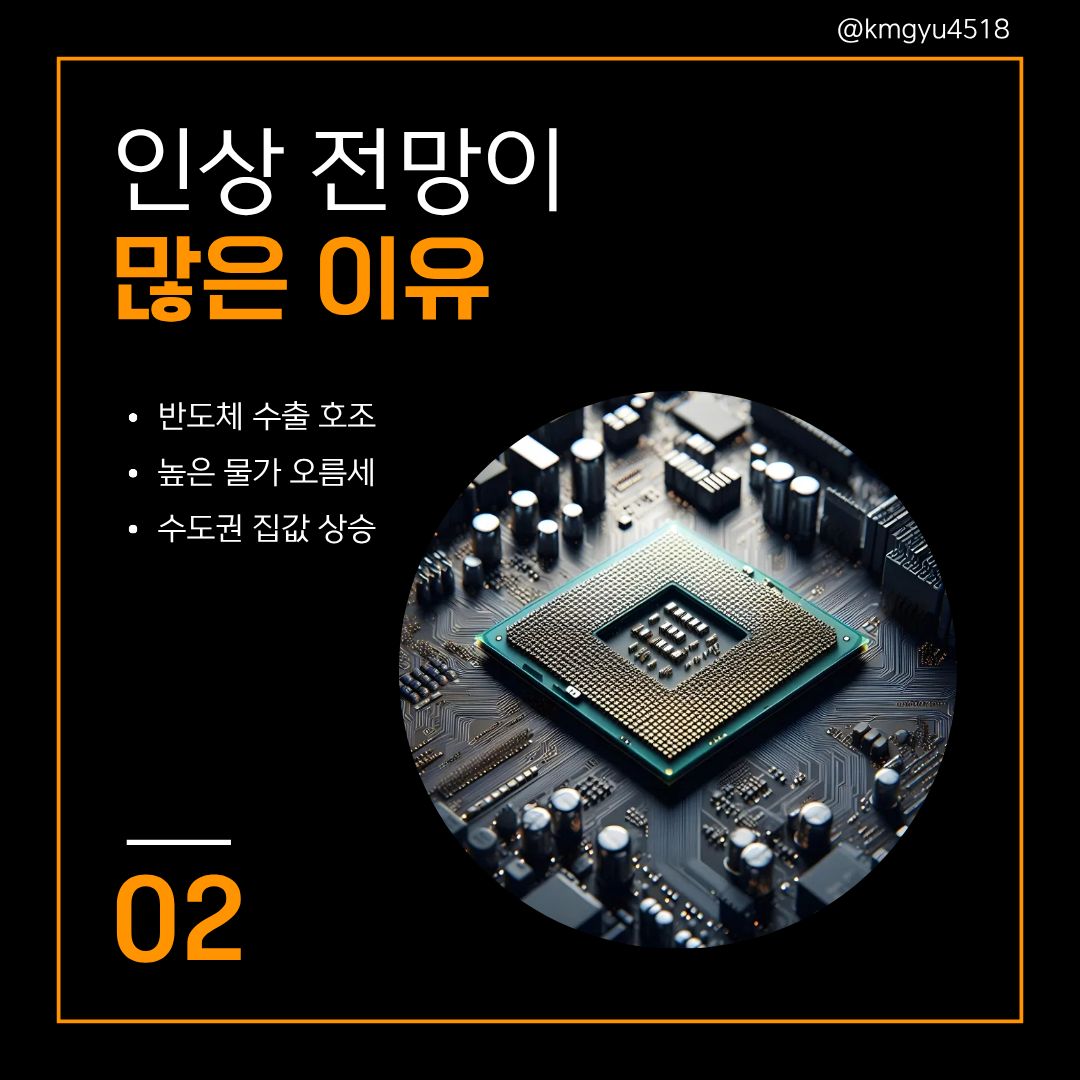 @kmgyu4518
인상 전망이
많은 이유
• 반도체 수출 호조
• 높은 물가 오름세
• 수도권 집값 상승
02